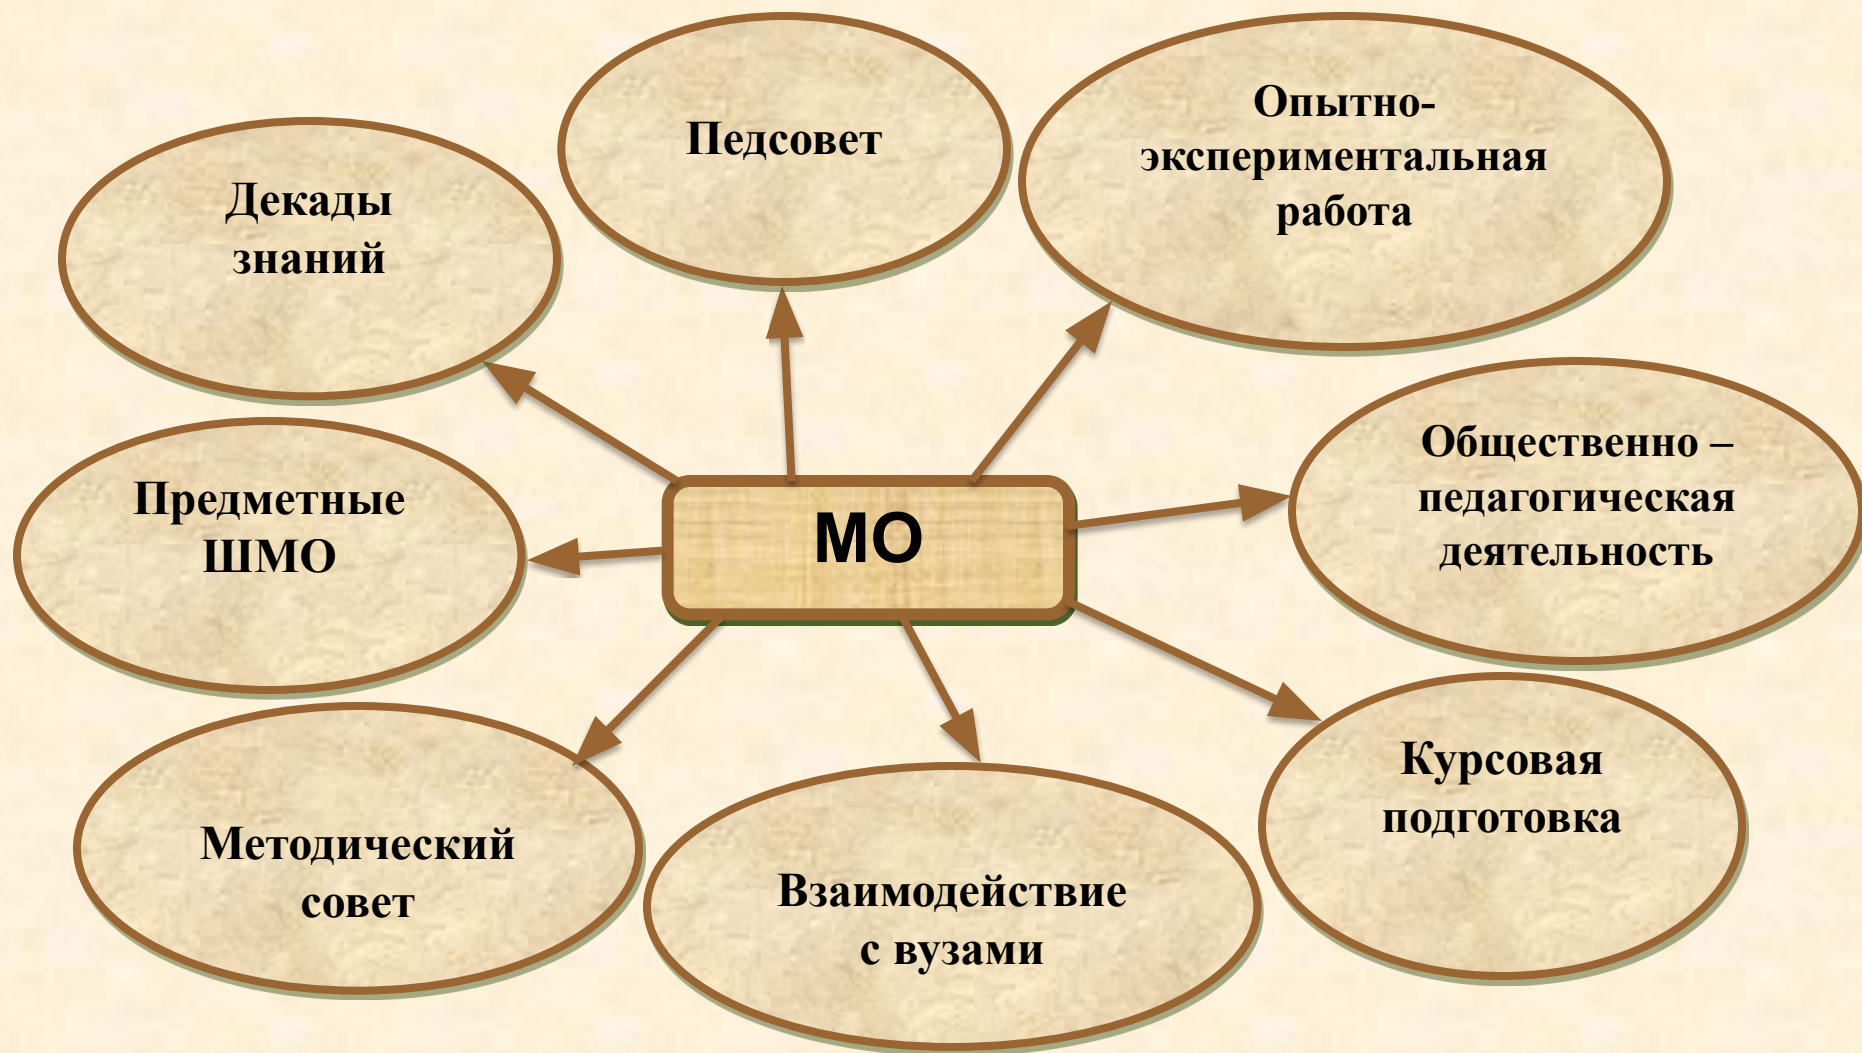 Педсовет
Опытно-
экспериментальная
работа
Декады
знаний
Общественно –
педагогическая
деятельность
Предметные
ШМО
МО
Курсовая
подготовка
Методический
совет
Взаимодействие
с вузами